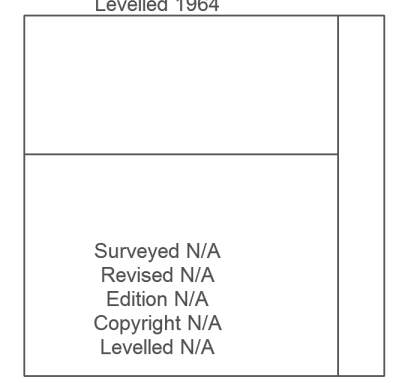 Levelled 1964
Surveyed N/A
Revised N/A
Edition N/A
Copyright N/A
Levelled N/A